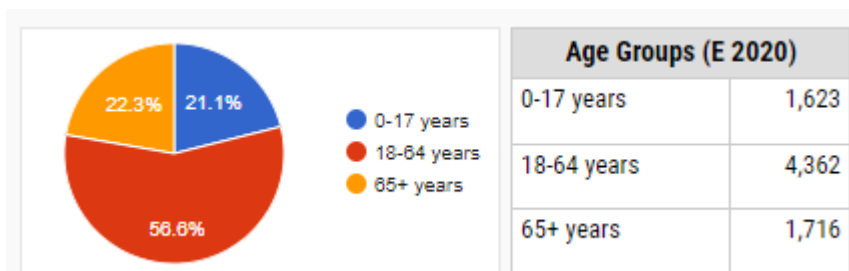 22.3%
21.1%
56.6%
0-17 years
18-64 years
65+ years
Age Groups (E 2020)
0-17 years 1,623
18-64 years 4,362
65+ years 1,716